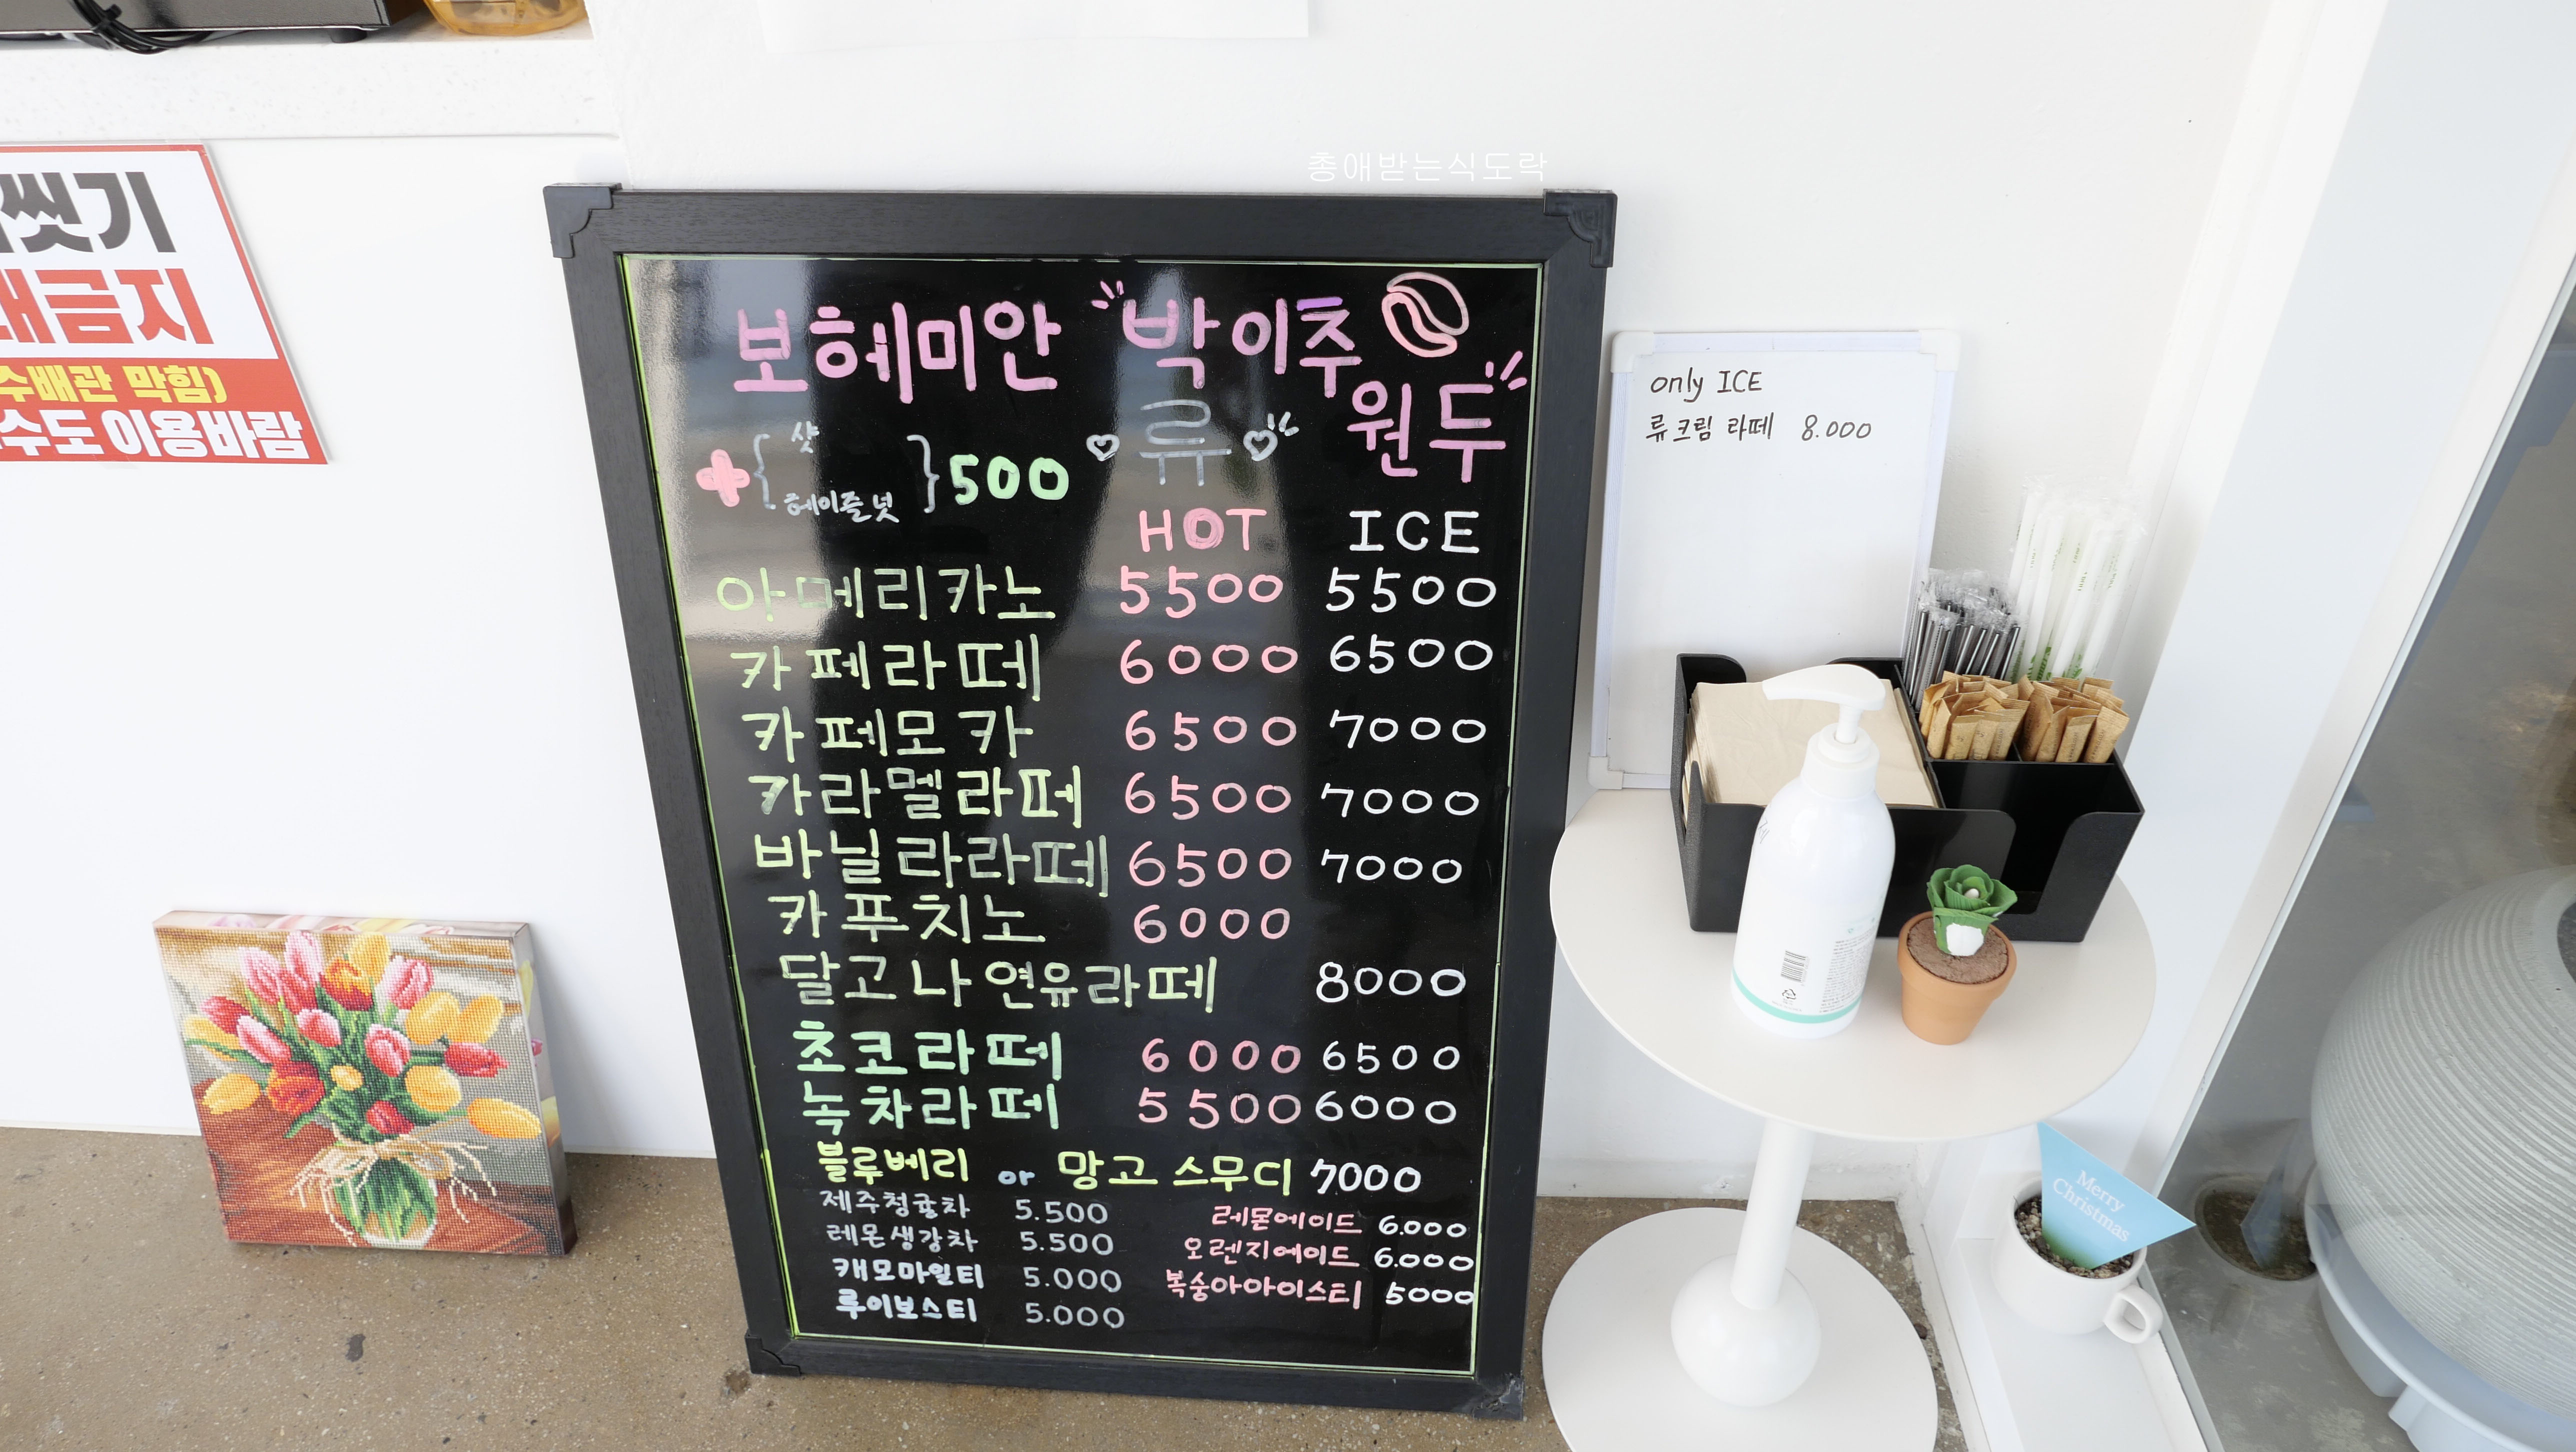 총애받는식도락
씻기
금지
수배관 막힘)
수도 이용바람
보헤미안 "박이추
원두"
류
+ { 샷
헤이즐넛 } 500
HOT ICE
아메리카노 5500 5500
카페라떼 6000 6500
카페모카 6500 7000
카라멜라떼 6500 7000
바닐라라떼 6500 7000
카푸치노 6000
달고나 연유라떼 8000
초코라떼 6000 6500
녹차라떼 5500 6000
블루베리 or 망고 스무디 7000
제주청귤차 5.500
레몬생강차 5.500
캐모마일티 5.000
루이보스티 5.000
레몬에이드 6.000
오렌지에이드 6.000
복숭아아이스티 5000
only ICE
류크림 라떼 8.000
Merry
Christmas